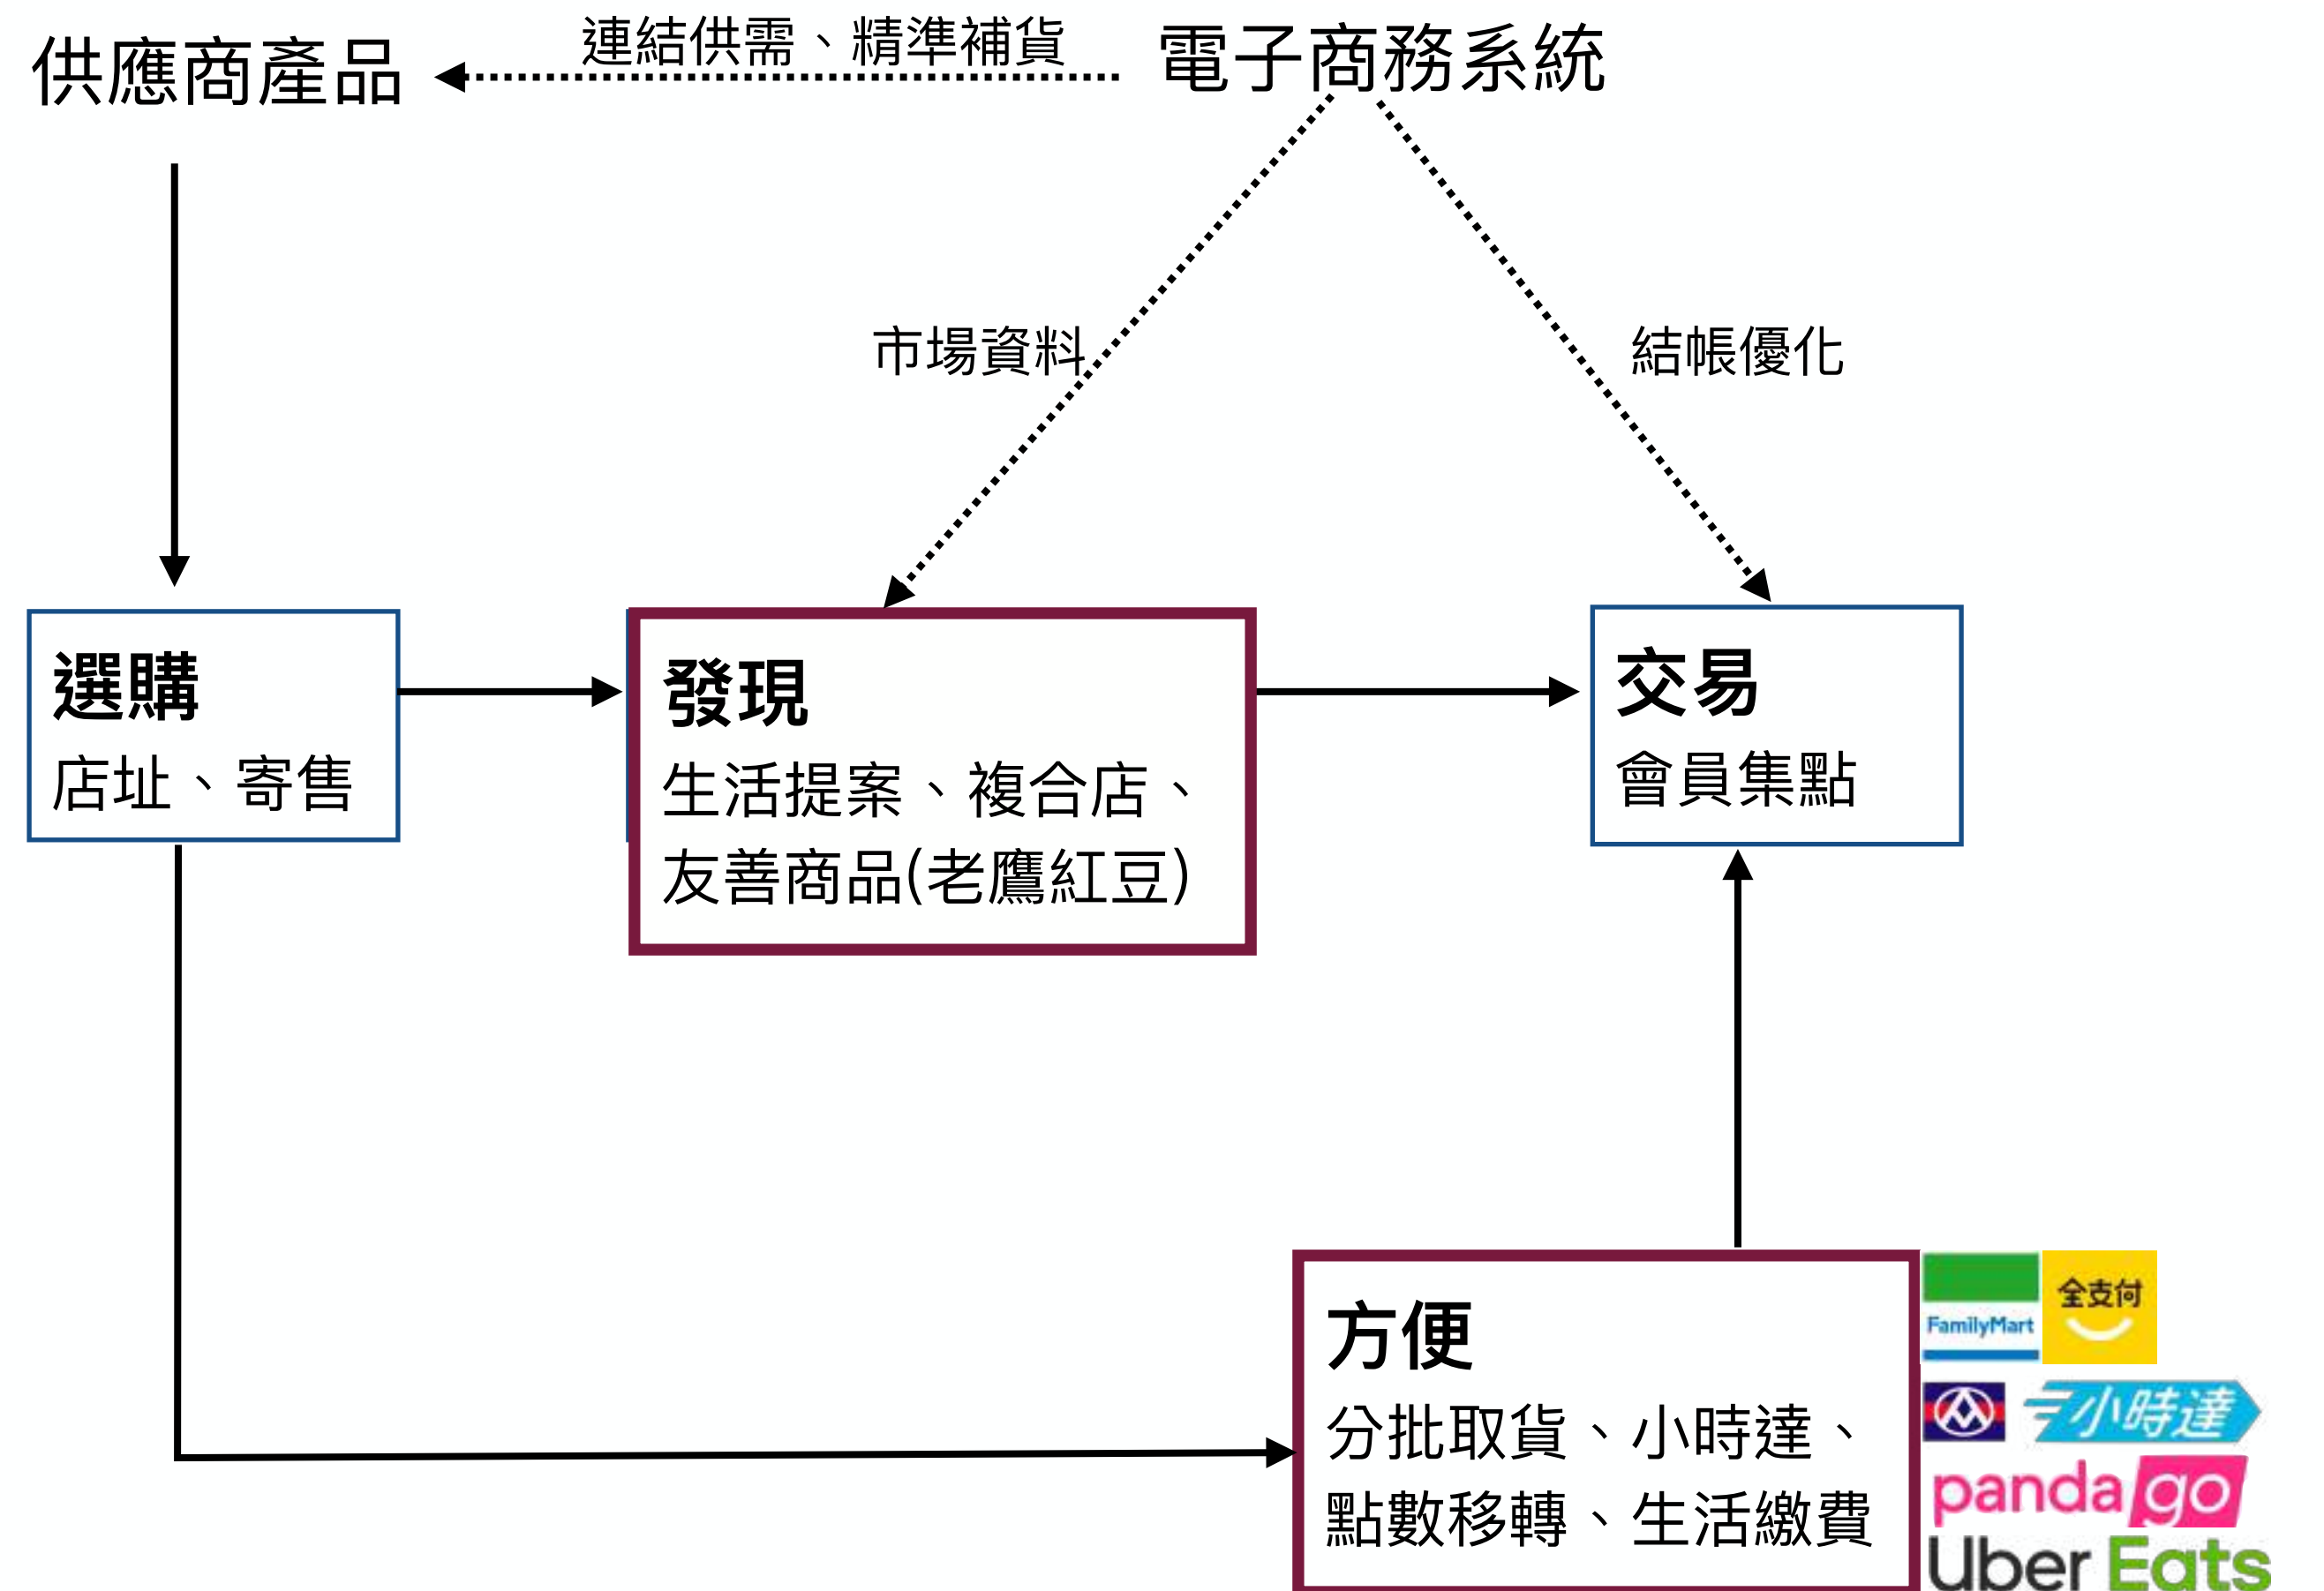 供應商產品
連結供需、精準補貨
電子商務系統
市場資料
結帳優化
選購
店址、寄售
發現
生活提案、複合店、
友善商品(老鷹紅豆)
交易
會員集點
方便
分批取貨、小時達、
點數移轉、生活繳費
FamilyMart
全支付
小時達
pandago
Uber Eats